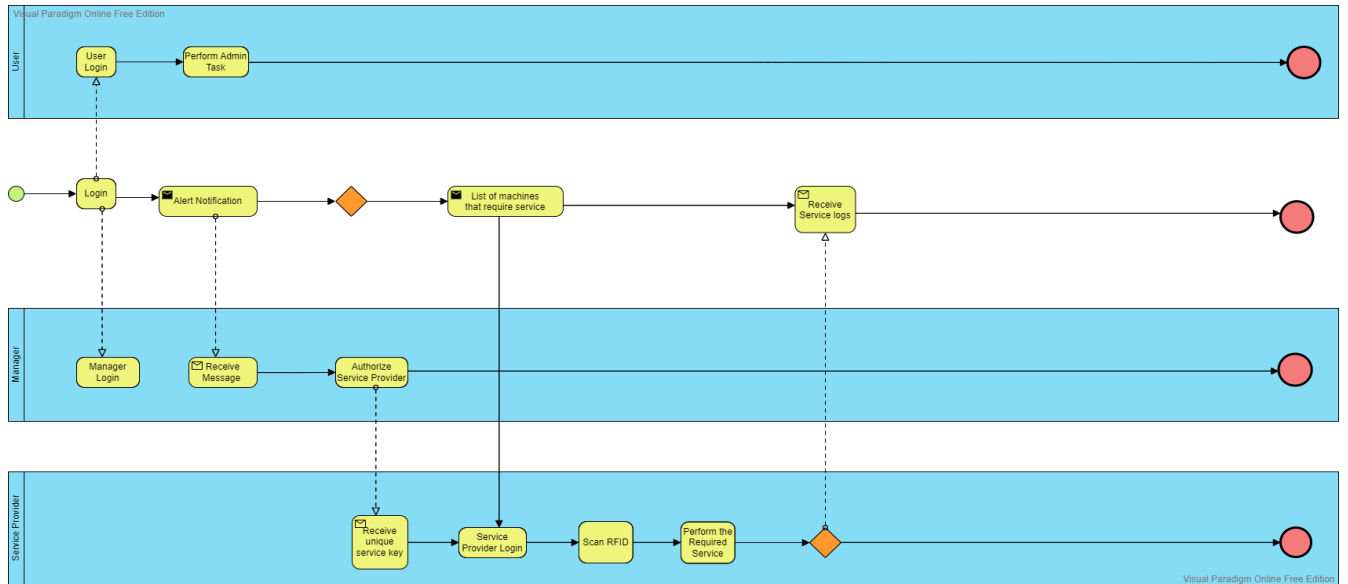 Visual Paradigm Online Free Edition
User
User
Login
Perform Admin
Task
Login
Alert Notification
List of machines
that require service
Receive
Service logs
Manager
Manager
Login
Receive
Message
Authorize
Service Provider
Service Provider
Receive
unique
service key
Service
Provider Login
Scan RFID
Perform the
Required
Service
Visual Paradigm Online Free Edition